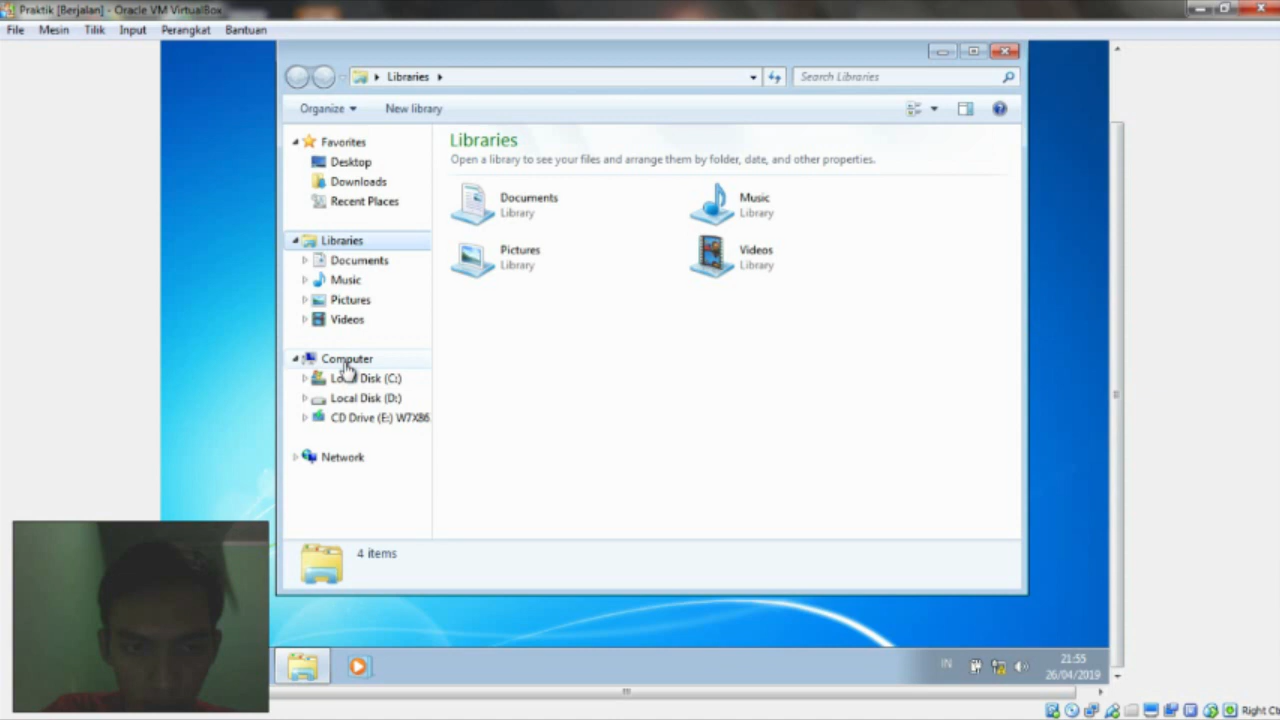 Praktik [Berjalan] - Oracle VM VirtualBox
File Mesin Tilik Input Perangkat Bantuan
Libraries
Search Libraries
Organize New library
Favorites
Desktop
Downloads
Recent Places
Libraries
Documents
Music
Pictures
Videos
Computer
Local Disk (C:)
Local Disk (D:)
CD Drive (E:) W7X86
Network
Libraries
Open a library to see your files and arrange them by folder, date, and other properties.
Documents
Library
Music
Library
Pictures
Library
Videos
Library
4 items
IN
21:55
26/04/2019
Right Ct